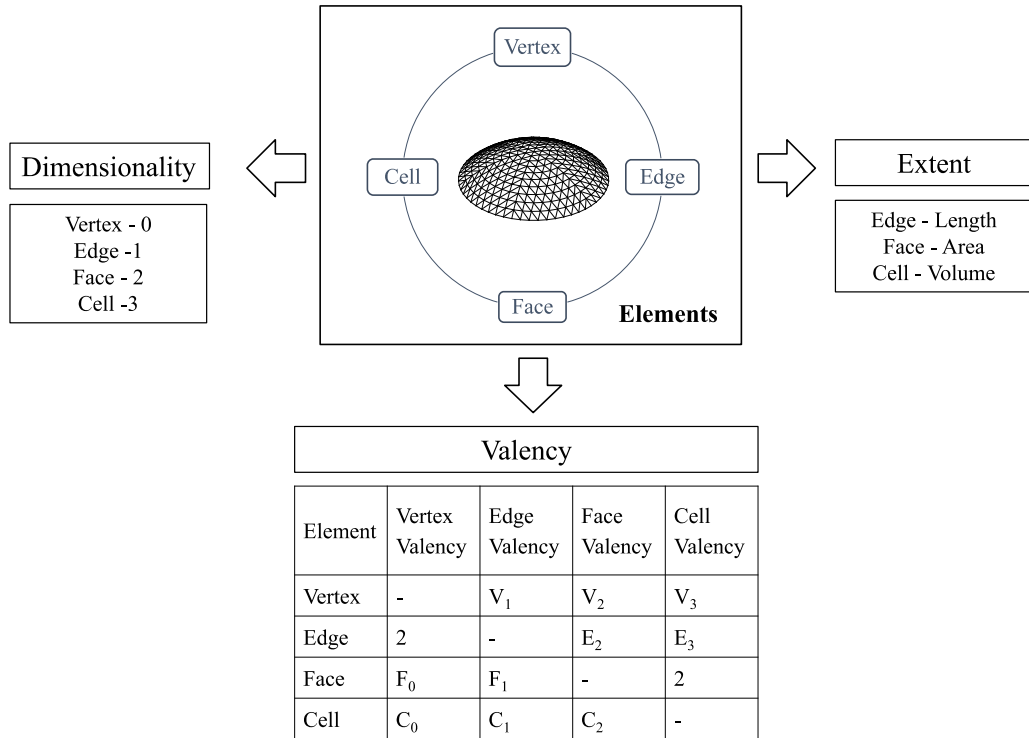 Vertex
Cell
Edge
Face
Elements
Dimensionality
Vertex - 0
Edge -1
Face - 2
Cell -3
Extent
Edge - Length
Face - Area
Cell - Volume
Valency
Element Vertex Valency Edge Valency Face Valency Cell Valency
Vertex - V₁ V₂ V₃
Edge 2 - E₂ E₃
Face F₀ F₁ - 2
Cell C₀ C₁ C₂ -